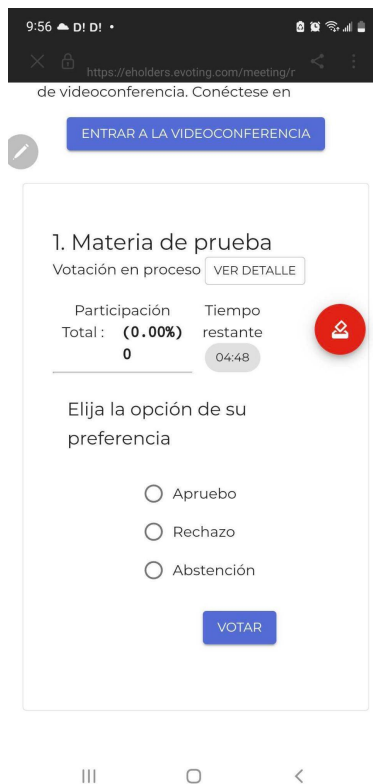 9:56 D! D! •
https://eholders.evoting.com/meeting/r
de videoconferencia. Conéctese en
ENTRAR A LA VIDEOCONFERENCIA
1. Materia de prueba
Votación en proceso VER DETALLE
Participación Tiempo
Total : (0.00%) restante
0 04:48
Elija la opción de su
preferencia
Apruebo
Rechazo
Abstención
VOTAR